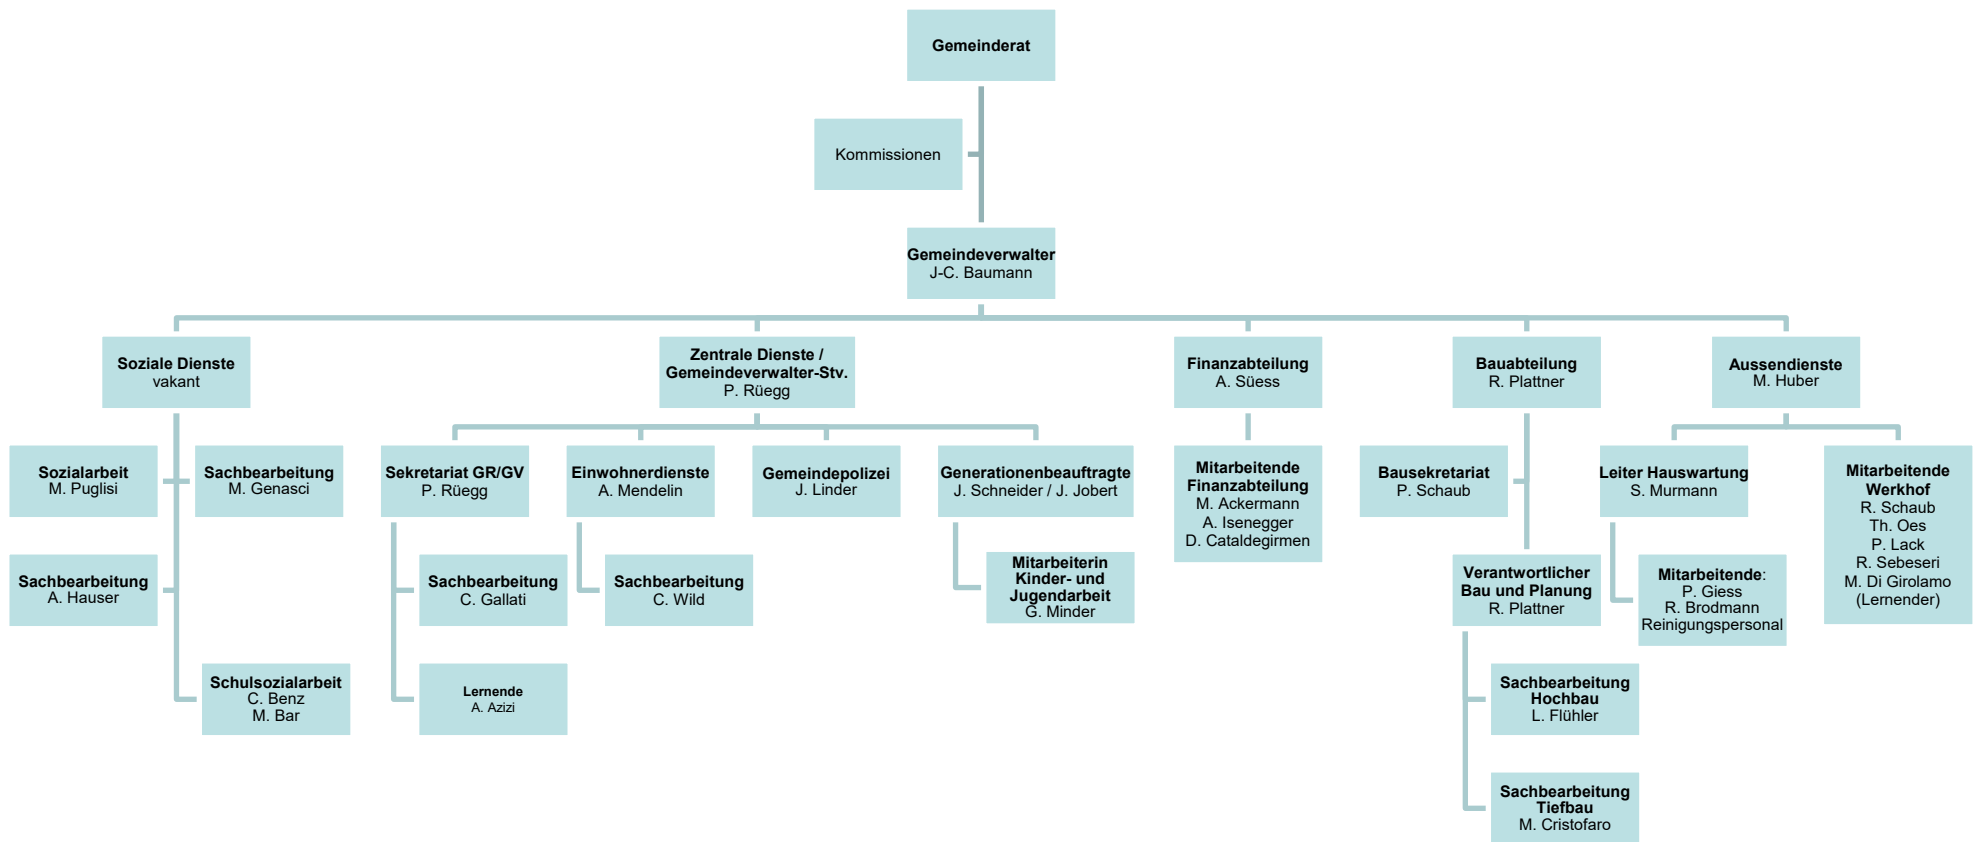 Gemeinderat
Kommissionen
Gemeindeverwalter
J-C. Baumann
Soziale Dienste
vakant
Zentrale Dienste /
Gemeindeverwalter-Stv.
P. Rüegg
Finanzabteilung
A. Süess
Bauabteilung
R. Plattner
Aussendienste
M. Huber
Sozialarbeit
M. Puglisi
Sachbearbeitung
M. Genasci
Sekretariat GR/GV
P. Rüegg
Einwohnerdienste
A. Mendelin
Gemeindepolizei
J. Linder
Generationenbeauftragte
J. Schneider / J. Jobert
Mitarbeitende
Finanzabteilung
M. Ackermann
A. Isenegger
D. Cataldegirmen
Bausekretariat
P. Schaub
Leiter Hauswartung
S. Murmann
Mitarbeitende
Werkhof
R. Schaub
Th. Oes
P. Lack
R. Sebeseri
M. Di Girolamo
(Lernender)
Sachbearbeitung
A. Hauser
Sachbearbeitung
C. Gallati
Sachbearbeitung
C. Wild
Mitarbeiterin
Kinder- und
Jugendarbeit
G. Minder
Verantwortlicher
Bau und Planung
R. Plattner
Mitarbeitende:
P. Giess
R. Brodmann
Reinigungspersonal
Schulsozialarbeit
C. Benz
M. Bar
Lernende
A. Azizi
Sachbearbeitung
Hochbau
L. Flühler
Sachbearbeitung
Tiefbau
M. Cristofaro